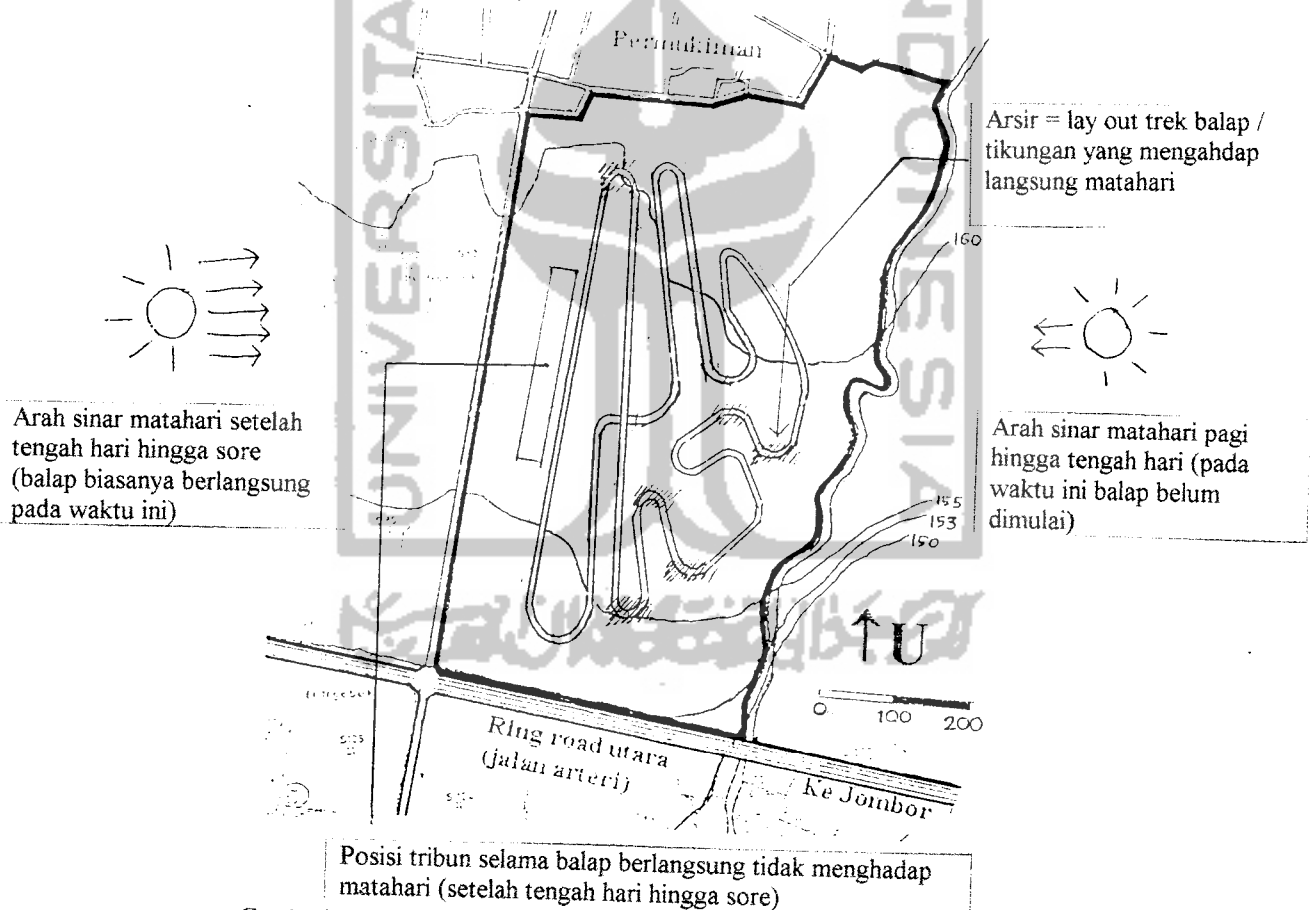 UNIVERSITA
Permukiman
Arsir = lay out trek balap /
tikungan yang mengahdap
langsung matahari
160
Arah sinar matahari setelah
tengah hari hingga sore
(balap biasanya berlangsung
pada waktu ini)
Arah sinar matahari pagi
hingga tengah hari (pada
waktu ini balap belum
dimulai)
155
153
150
U
0 100 200
Ring road utara
(jalan arteri)
Ke Jombor
Posisi tribun selama balap berlangsung tidak menghadap
matahari (setelah tengah hari hingga sore)